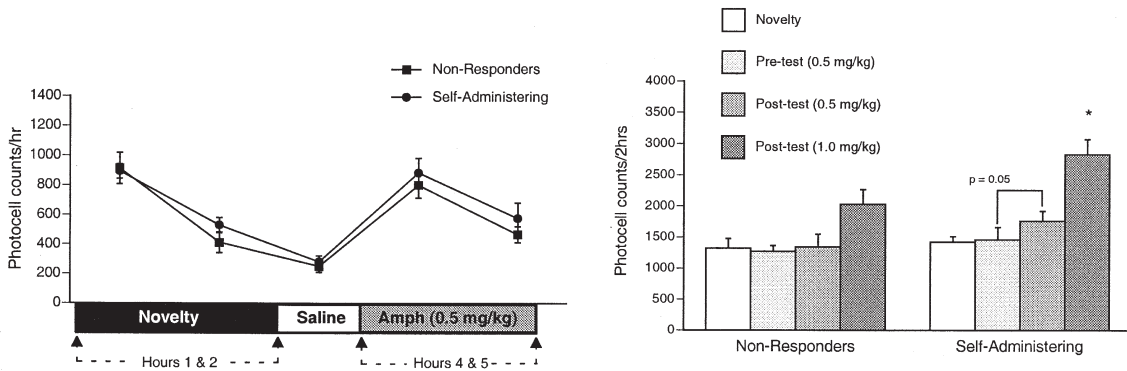 Non-Responders
Self-Administering
Photocell counts/hr
1400
1200
1000
800
600
400
200
0
Novelty
Saline
Amph (0.5 mg/kg)
Hours 1 & 2
Hours 4 & 5
Novelty
Pre-test (0.5 mg/kg)
Post-test (0.5 mg/kg)
Post-test (1.0 mg/kg)
Photocell counts/2hrs
4000
3500
3000
2500
2000
1500
1000
500
0
p = 0.05
*
Non-Responders
Self-Administering